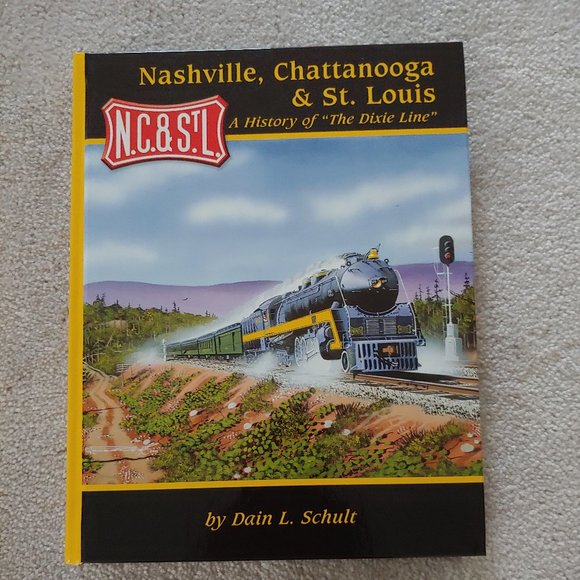 Nashville, Chattanooga
& St. Louis
N.C.& ST.L.
A History of "The Dixie Line"
by Dain L. Schult